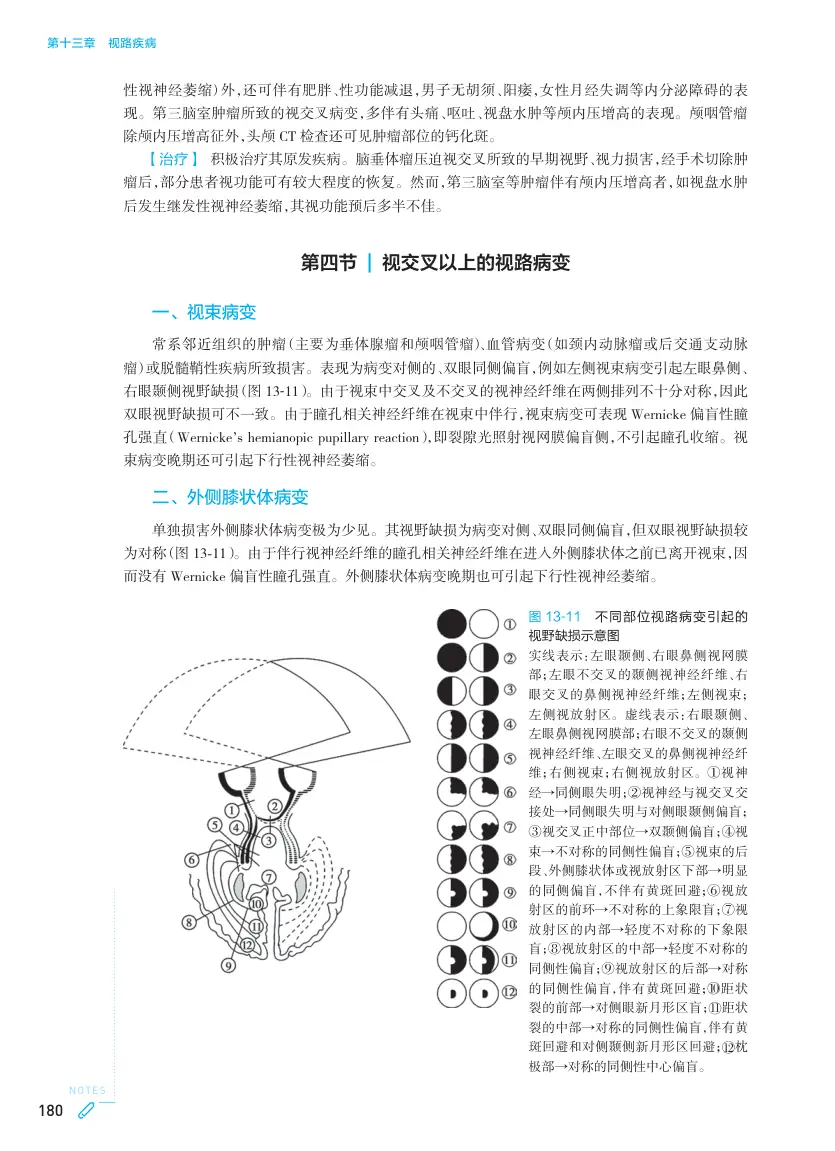 第十三章　视路疾病
性视神经萎缩）外，还可伴有肥胖、性功能减退，男子无胡须、阳痿，女性月经失调等内分泌障碍的表
现。第三脑室肿瘤所致的视交叉病变，多伴有头痛、呕吐、视盘水肿等颅内压增高的表现。颅咽管瘤
除颅内压增高征外，头颅 CT 检查还可见肿瘤部位的钙化斑。
【治疗】　积极治疗其原发疾病。脑垂体瘤压迫视交叉所致的早期视野、视力损害，经手术切除肿
瘤后，部分患者视功能可有较大程度的恢复。然而，第三脑室等肿瘤伴有颅内压增高者，如视盘水肿
后发生继发性视神经萎缩，其视功能预后多半不佳。
第四节｜视交叉以上的视路病变
一、视束病变
常系邻近组织的肿瘤（主要为垂体腺瘤和颅咽管瘤）、血管病变（如颈内动脉瘤或后交通支动脉
瘤）或脱髓鞘性疾病所致损害。表现为病变对侧的、双眼同侧偏盲，例如左侧视束病变引起左眼鼻侧、
右眼颞侧视野缺损（图 13-11）。由于视束中交叉及不交叉的视神经纤维在两侧排列不十分对称，因此
双眼视野缺损可不一致。由于瞳孔相关神经纤维在视束中伴行，视束病变可表现 Wernicke 偏盲性瞳
孔强直（Wernicke's hemianopic pupillary reaction），即裂隙光照射视网膜偏盲侧，不引起瞳孔收缩。视
束病变晚期还可引起下行性视神经萎缩。
二、外侧膝状体病变
单独损害外侧膝状体病变极为少见。其视野缺损为病变对侧、双眼同侧偏盲，但双眼视野缺损较
为对称（图 13-11）。由于伴行视神经纤维的瞳孔相关神经纤维在进入外侧膝状体之前已离开视束，因
而没有 Wernicke 偏盲性瞳孔强直。外侧膝状体病变晚期也可引起下行性视神经萎缩。
①
②
③
④
⑤
⑥
⑦
⑧
⑨
⑩
⑪
⑫
①
②
③
④
⑤
⑥
⑦
⑧
⑨
⑩
⑪
⑫
图 13-11　不同部位视路病变引起的
视野缺损示意图
实线表示：左眼颞侧、右眼鼻侧视网膜
部；左眼不交叉的颞侧视神经纤维、右
眼交叉的鼻侧视神经纤维；左侧视束；
左侧视放射区。虚线表示：右眼颞侧、
左眼鼻侧视网膜部；右眼不交叉的颞侧
视神经纤维、左眼交叉的鼻侧视神经纤
维；右侧视束；右侧视放射区。①视神
经→同侧眼失明；②视神经与视交叉交
接处→同侧眼失明与对侧眼颞侧偏盲；
③视交叉正中部位→双颞侧偏盲；④视
束→不对称的同侧性偏盲；⑤视束的后
段、外侧膝状体或视放射区下部→明显
的同侧偏盲，不伴有黄斑回避；⑥视放
射区的前环→不对称的上象限盲；⑦视
放射区的内部→轻度不对称的下象限
盲；⑧视放射区的中部→轻度不对称的
同侧性偏盲；⑨视放射区的后部→对称
的同侧性偏盲，伴有黄斑回避；⑩距状
裂的前部→对侧眼新月形区盲；⑪距状
裂的中部→对称的同侧性偏盲，伴有黄
斑回避和对侧颞侧新月形区回避；⑫枕
极部→对称的同侧性中心偏盲。
NOTES
180